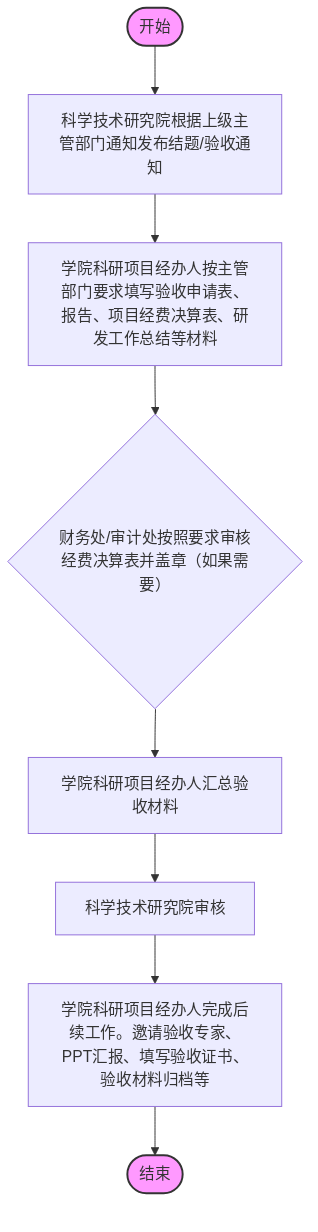 开始
科学技术研究院根据上级主
管部门通知发布结题/验收通
知
学院科研项目经办人按主管
部门要求填写验收申请表、
报告、项目经费决算表、研
发工作总结等材料
财务处/审计处按照要求审核
经费决算表并盖章（如果需
要）
学院科研项目经办人汇总验
收材料
科学技术研究院审核
学院科研项目经办人完成后
续工作。邀请验收专家、
PPT汇报、填写验收证书、
验收材料归档等
结束